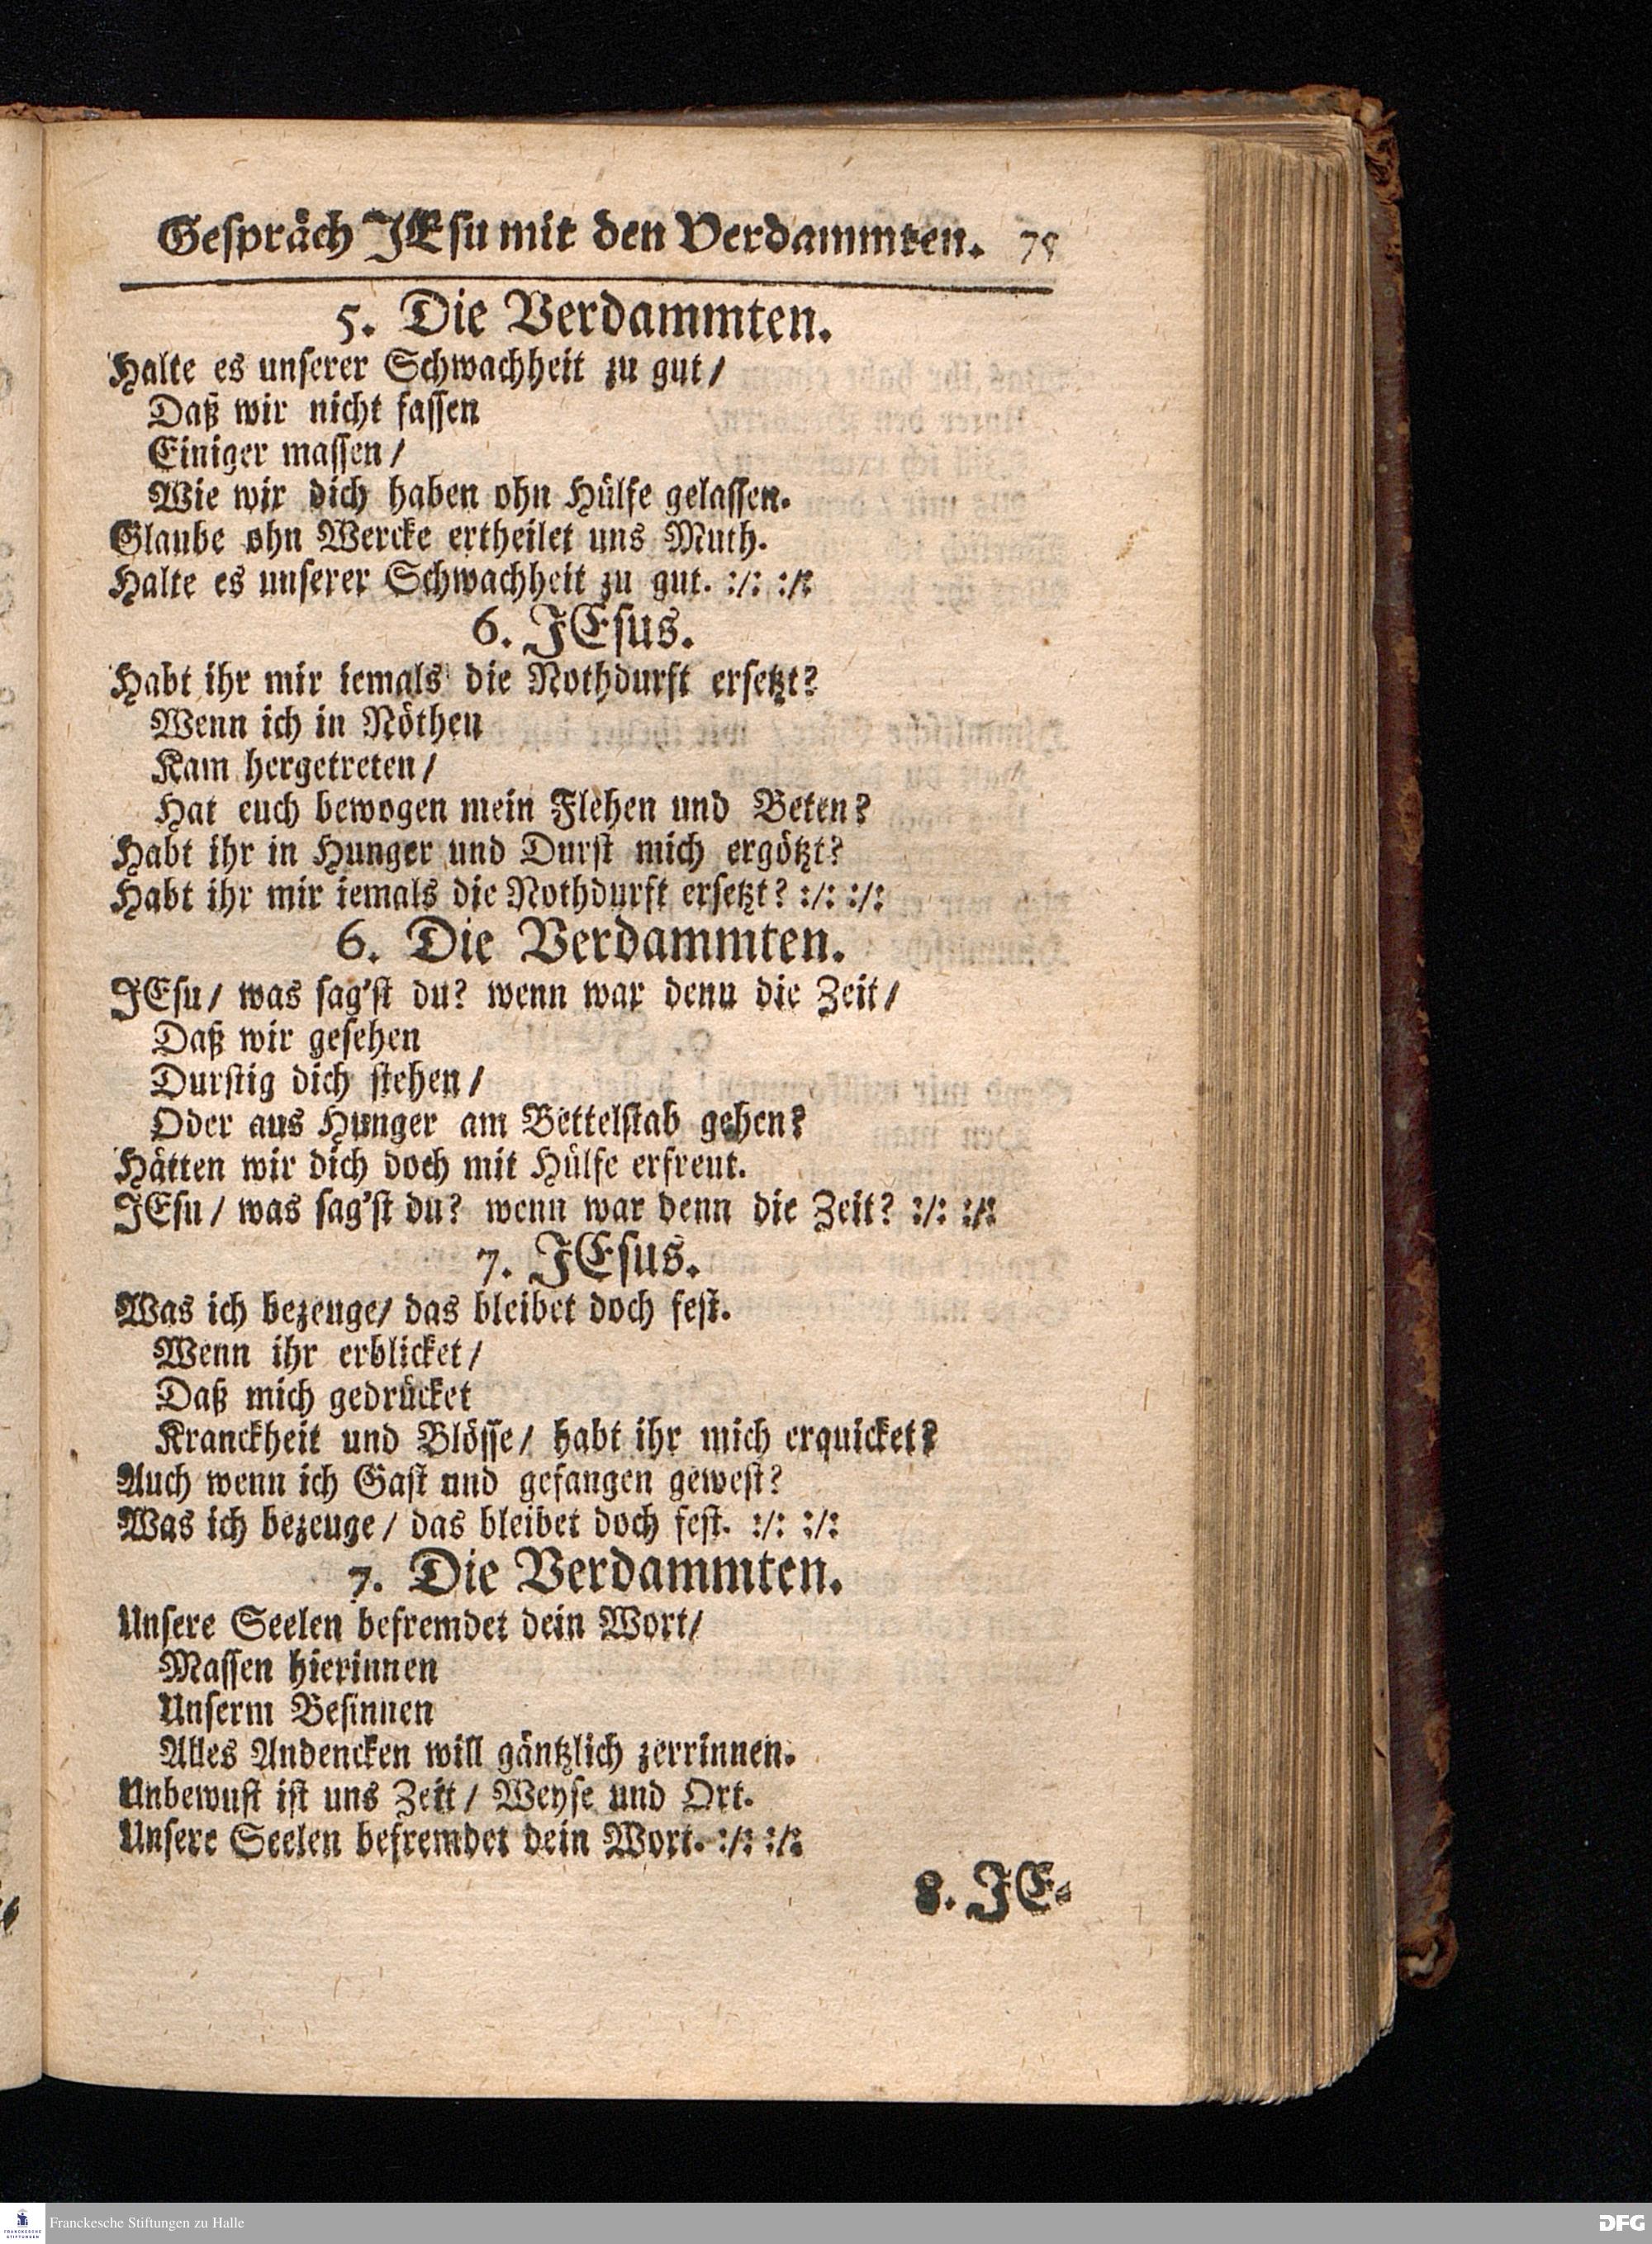 Gespräch JEsu mit den Verdammten. 75
5. Die Verdammten.
Halte es unserer Schwachheit zu gut /
Daß wir nicht fassen
Einiger massen /
Wie wir dich haben ohn Hülfe gelassen.
Glaube ohn Wercke ertheilet uns Muth.
Halte es unserer Schwachheit zu gut. :/: :/:
6. JEsus.
Habt ihr mir iemals die Nothdurft ersetzt?
Wenn ich in Nöthen
Kam hergetreten /
Hat euch bewogen mein Flehen und Beten?
Habt ihr in Hunger und Durst mich ergötzt?
Habt ihr mir iemals die Nothdurft ersetzt? :/: :/:
6. Die Verdammten.
JEsu / was sag'st du? wenn war denn die Zeit /
Daß wir gesehen
Durstig dich stehen /
Oder aus Hunger am Bettelstab gehen?
Hätten wir dich doch mit Hülfe erfreut.
JEsu / was sag'st du? wenn war denn die Zeit? :/: :/:
7. JEsus.
Was ich bezeuge / das bleibet doch fest.
Wenn ihr erblicket /
Daß mich gedrücket
Kranckheit und Blösse / habt ihr mich erquicket?
Auch wenn ich Gast und gefangen gewest?
Was ich bezeuge / das bleibet doch fest. :/: :/:
7. Die Verdammten.
Unsere Seelen befremdet dein Wort /
Massen hierinnen
Unserm Besinnen
Alles Andencken will gäntzlich zerrinnen.
Unbewust ist uns Zeit / Weyse und Ort.
Unsere Seelen befremdet dein Wort. :/: :/:
8. JE-
FRANCKESCHE STIFTUNGEN
Franckesche Stiftungen zu Halle
DFG